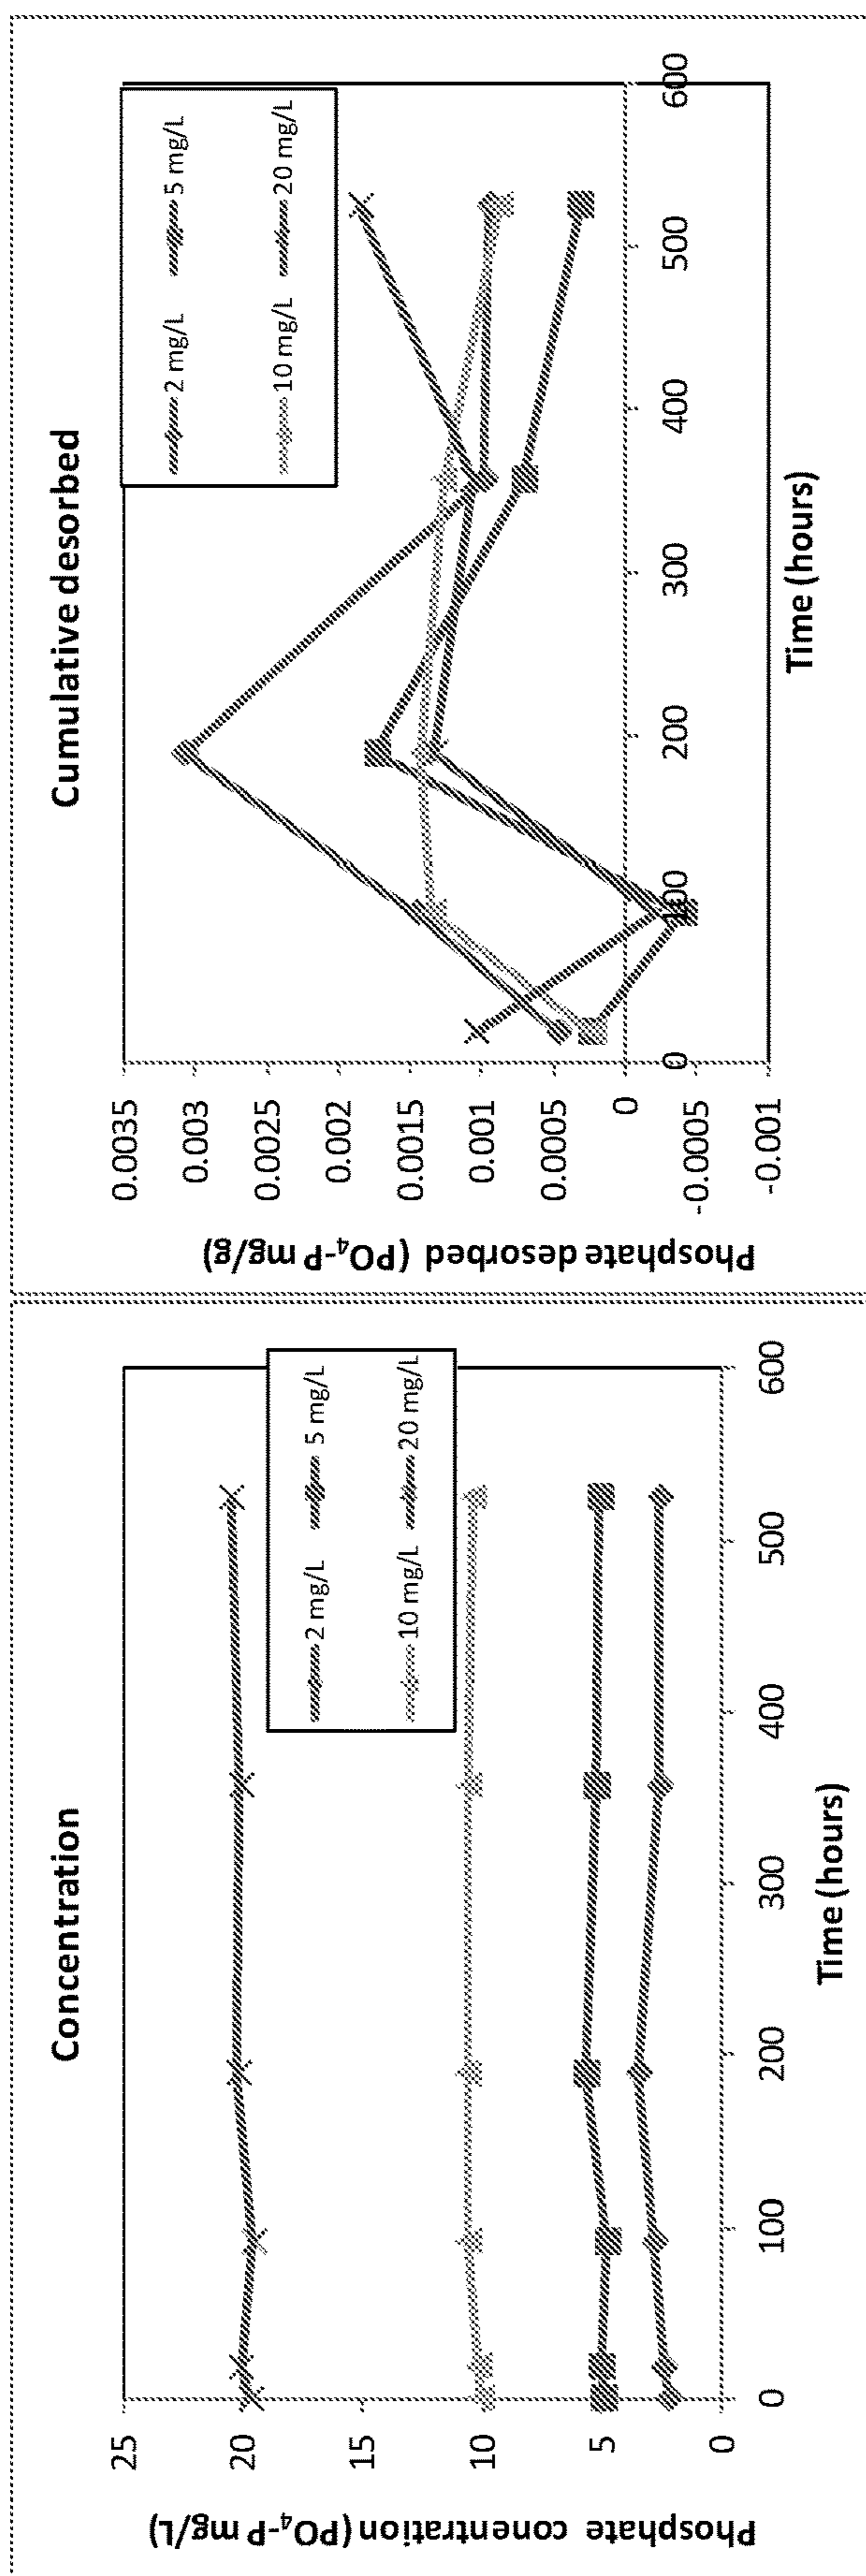 Concentration
Phosphate concentration (PO₄-P mg/L)
25
20
15
10
5
0
0 100 200 300 400 500 600
Time (hours)
2 mg/L 5 mg/L
10 mg/L 20 mg/L
Cumulative desorbed
Phosphate desorbed (PO₄-P mg/g)
0.0035
0.003
0.0025
0.002
0.0015
0.001
0.0005
0
-0.0005
-0.001
0 100 200 300 400 500 600
Time (hours)
2 mg/L 5 mg/L
10 mg/L 20 mg/L